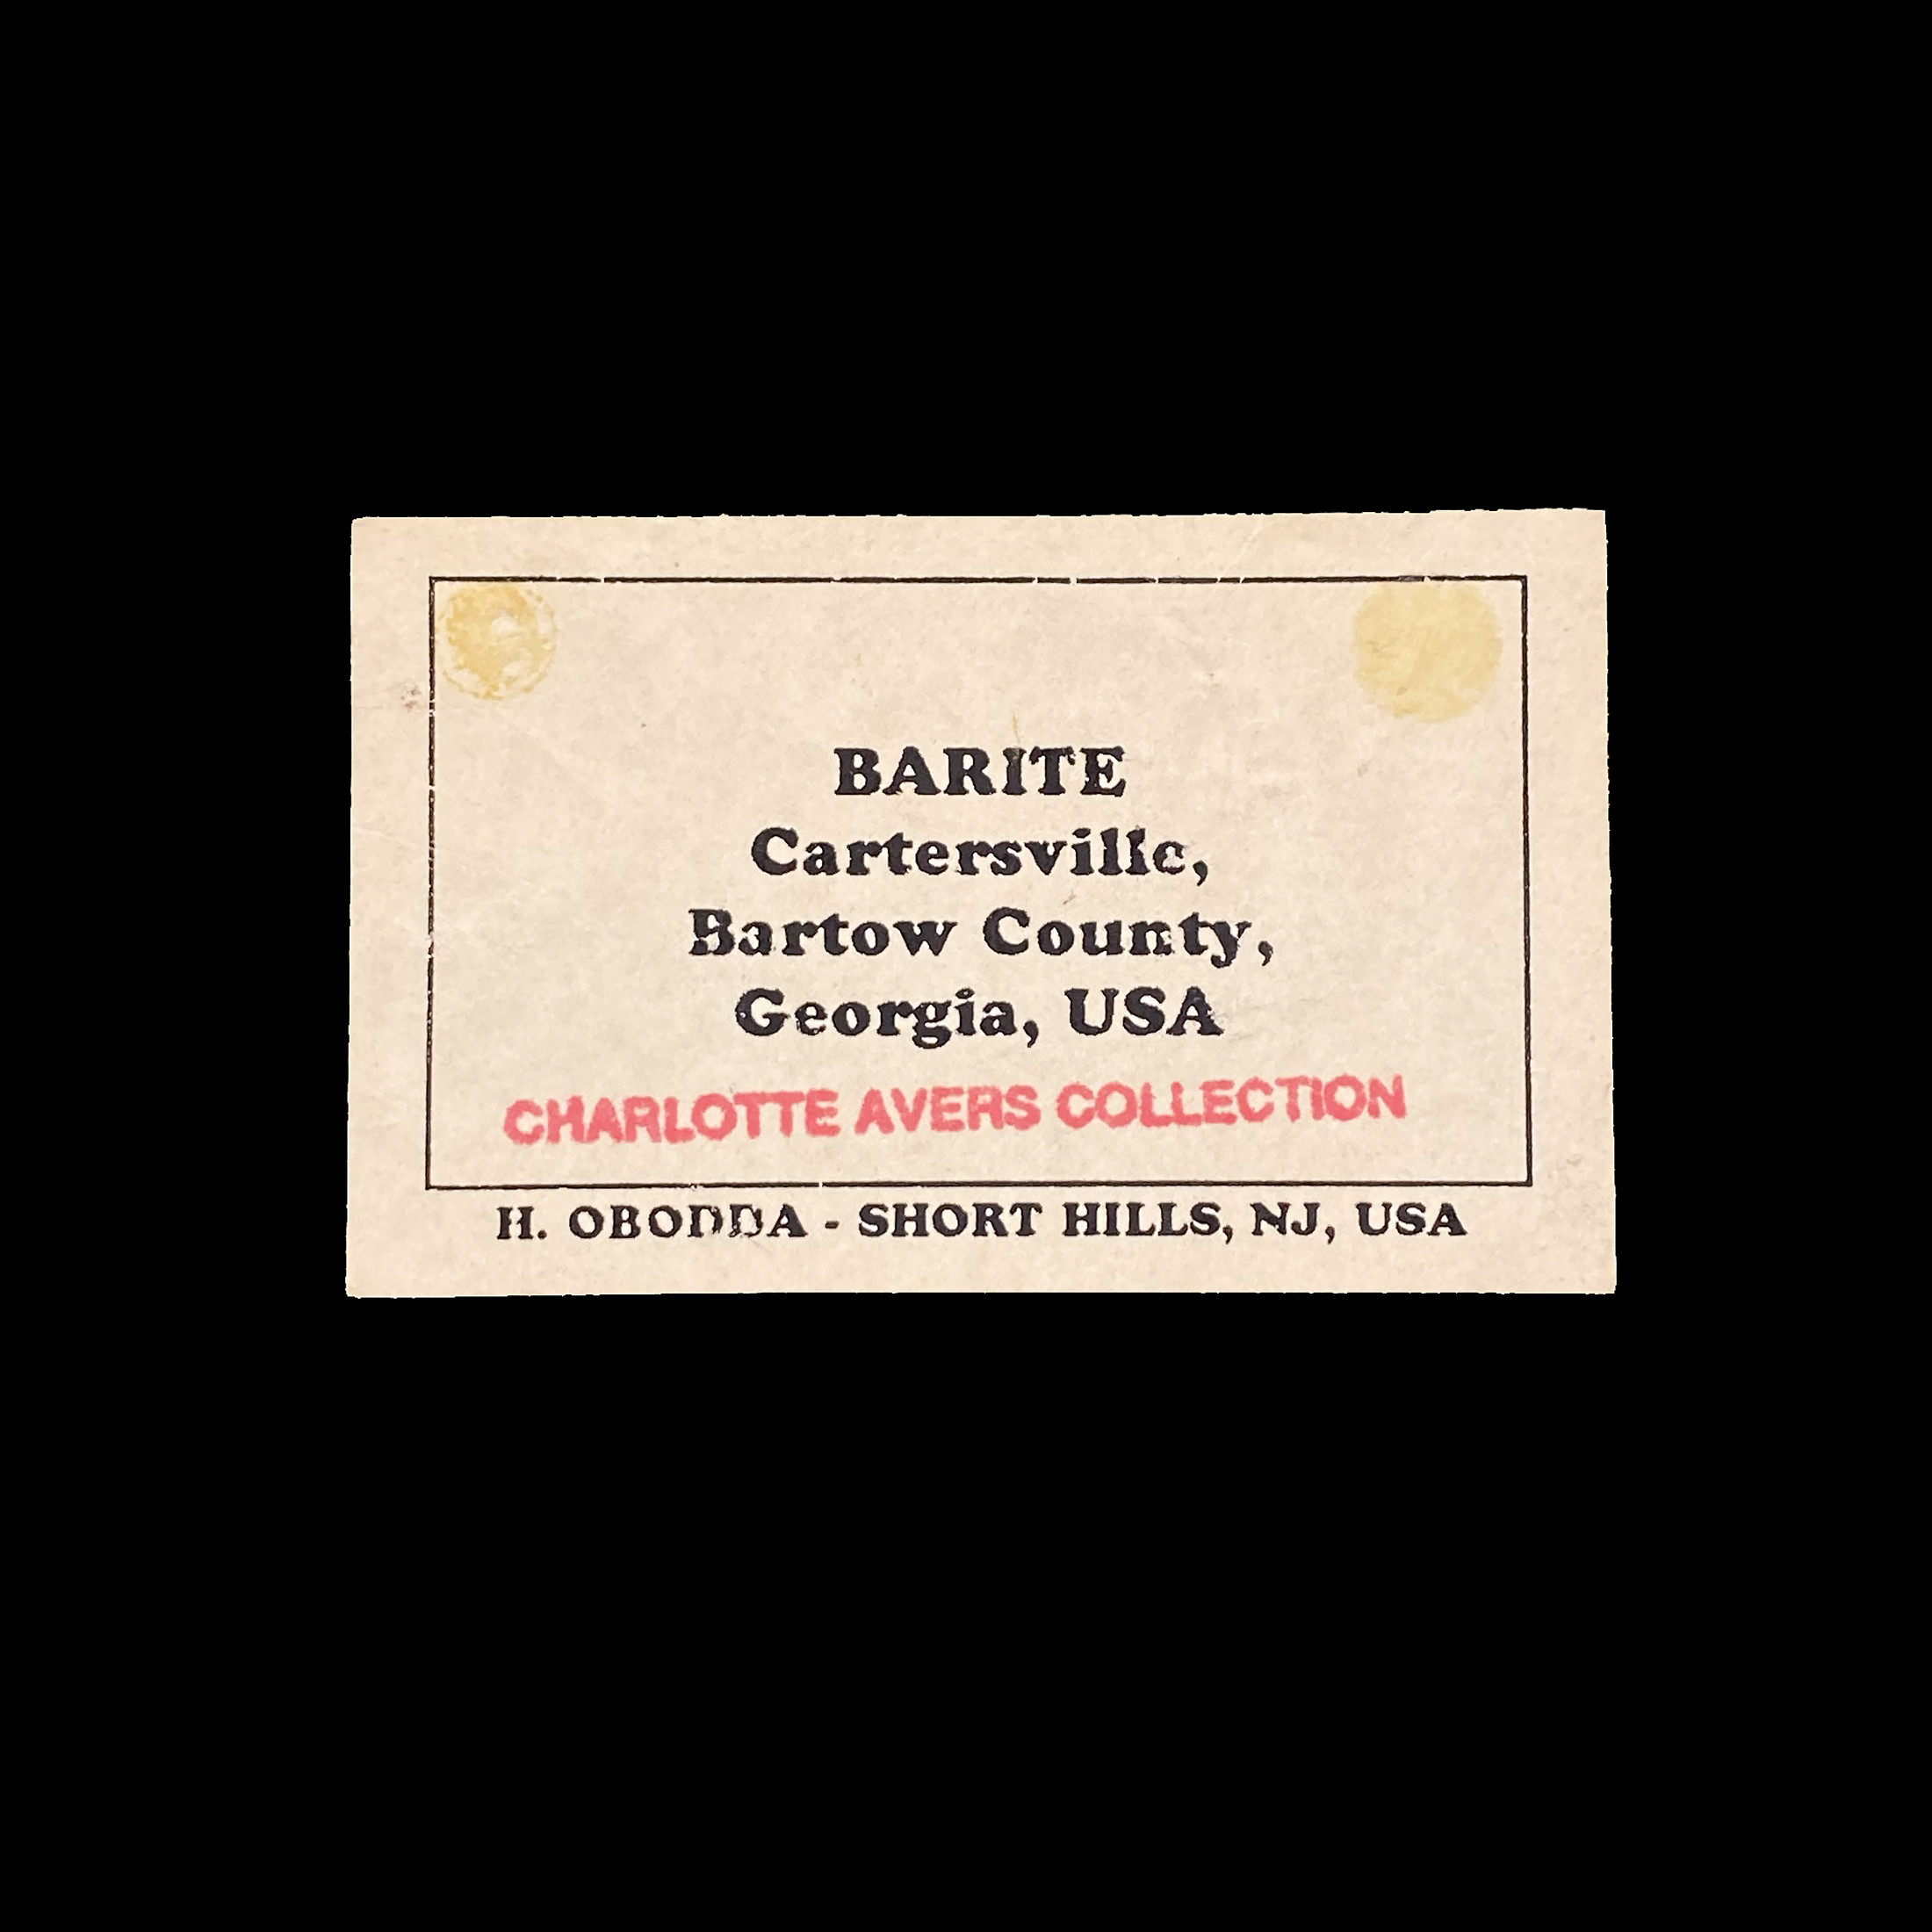 BARITE
Cartersville,
Bartow County,
Georgia, USA
CHARLOTTE AVERS COLLECTION
H. OBODDA - SHORT HILLS, NJ, USA